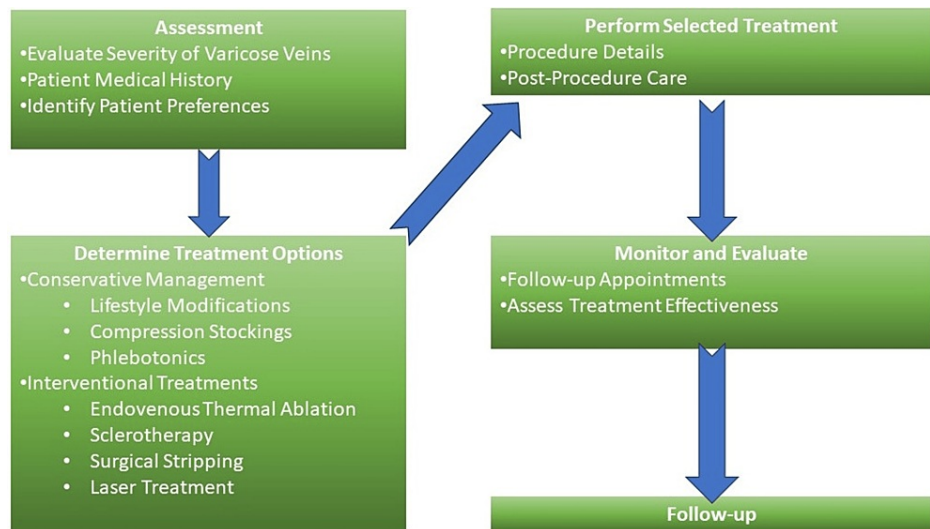 Assessment
•Evaluate Severity of Varicose Veins
•Patient Medical History
•Identify Patient Preferences
Determine Treatment Options
•Conservative Management
• Lifestyle Modifications
• Compression Stockings
• Phlebotonics
•Interventional Treatments
• Endovenous Thermal Ablation
• Sclerotherapy
• Surgical Stripping
• Laser Treatment
Perform Selected Treatment
•Procedure Details
•Post-Procedure Care
Monitor and Evaluate
•Follow-up Appointments
•Assess Treatment Effectiveness
Follow-up